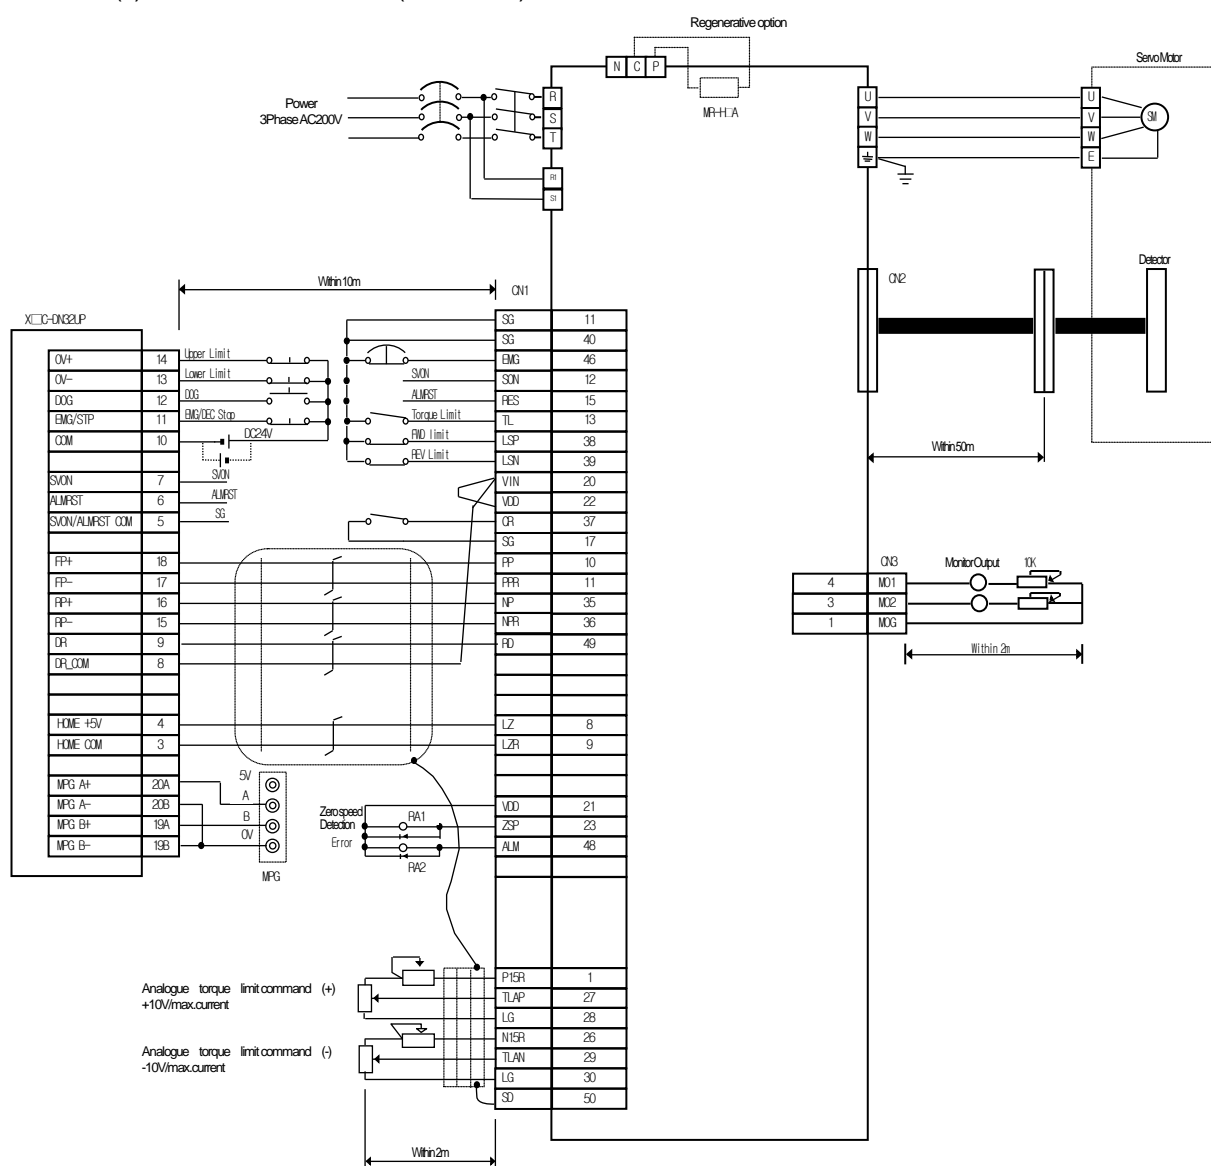 Regenerative option
N C P
MR-H□A
Power
3Phase AC200V
R
S
T
R1
S1
Servo Motor
U
V
W
U
V
W
E
SM
CN2
Detector
Within 50m
Within 10m
CN1
X□C-DN32UP
0V+ 14 Upper Limit
0V- 13 Lower Limit
DOG 12 DOG
EMG/STP 11 EMG/DEC Stop
COM 10 DC24V
SVON 7 SVON
ALMRST 6 ALMRST
SVON/ALMRST COM 5 SG
FP+ 18
FP- 17
RP+ 16
RP- 15
DR 9
DR_COM 8
HOME +5V 4
HOME COM 3
MPG A+ 20A
MPG A- 20B
MPG B+ 19A
MPG B- 19B
5V
A
B
0V
MPG
SG 11
SG 40
EMG 46
SVON SON 12
ALMRST RES 15
Torque Limit TL 13
FWD limit LSP 38
REV Limit LSN 39
VIN 20
VDD 22
CR 37
SG 17
PP 10
PPR 11
NP 35
NPR 36
RD 49
LZ 8
LZR 9
VDD 21
ZSP 23
ALM 48
Zero speed
Detection
Error
RA1
RA2
P15R 1
TLAP 27
LG 28
N15R 26
TLAN 29
LG 30
SD 50
Analogue torque limit command (+)
+10V/max.current
Analogue torque limit command (-)
-10V/max.current
Within 2m
CN3
Monitor Output
10K
4 MO1
3 MO2
1 MOG
Within 2m